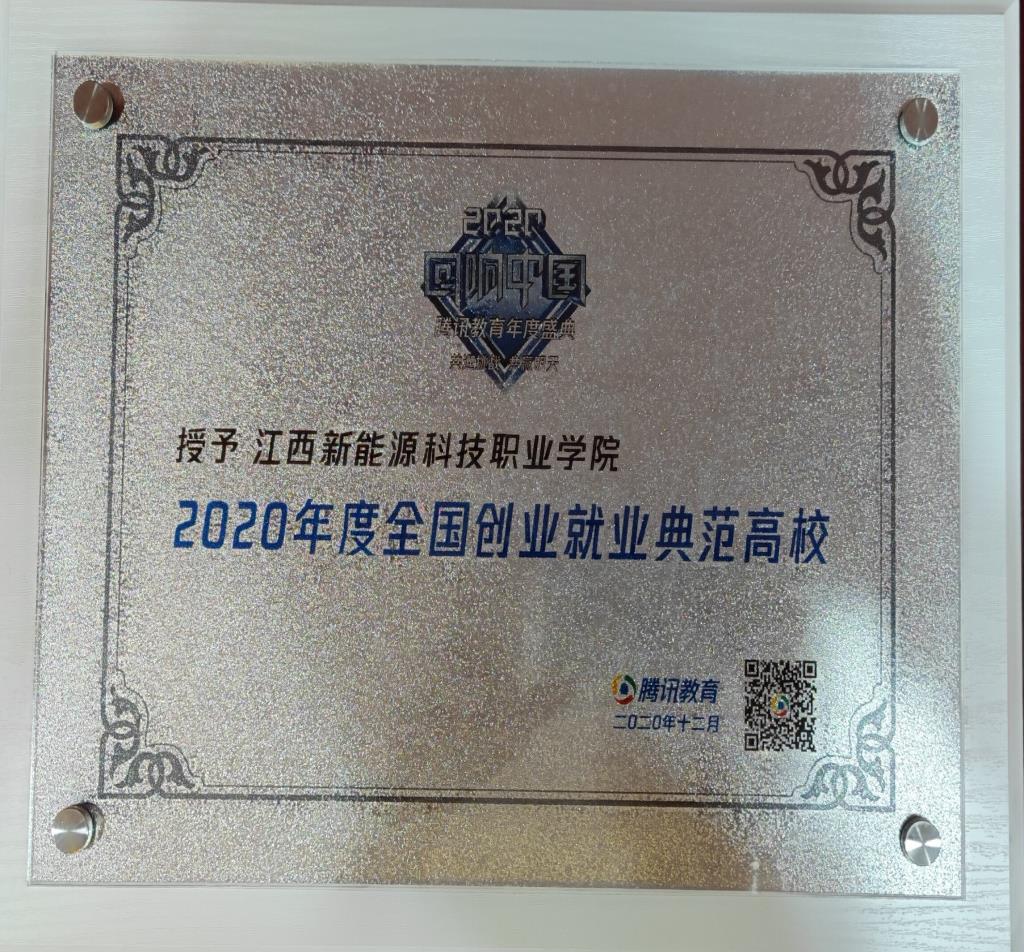 2020
回响中国
腾讯教育年度盛典
授予 江西新能源科技职业学院
2020年度全国创业就业典范高校
腾讯教育
二〇二〇年十二月